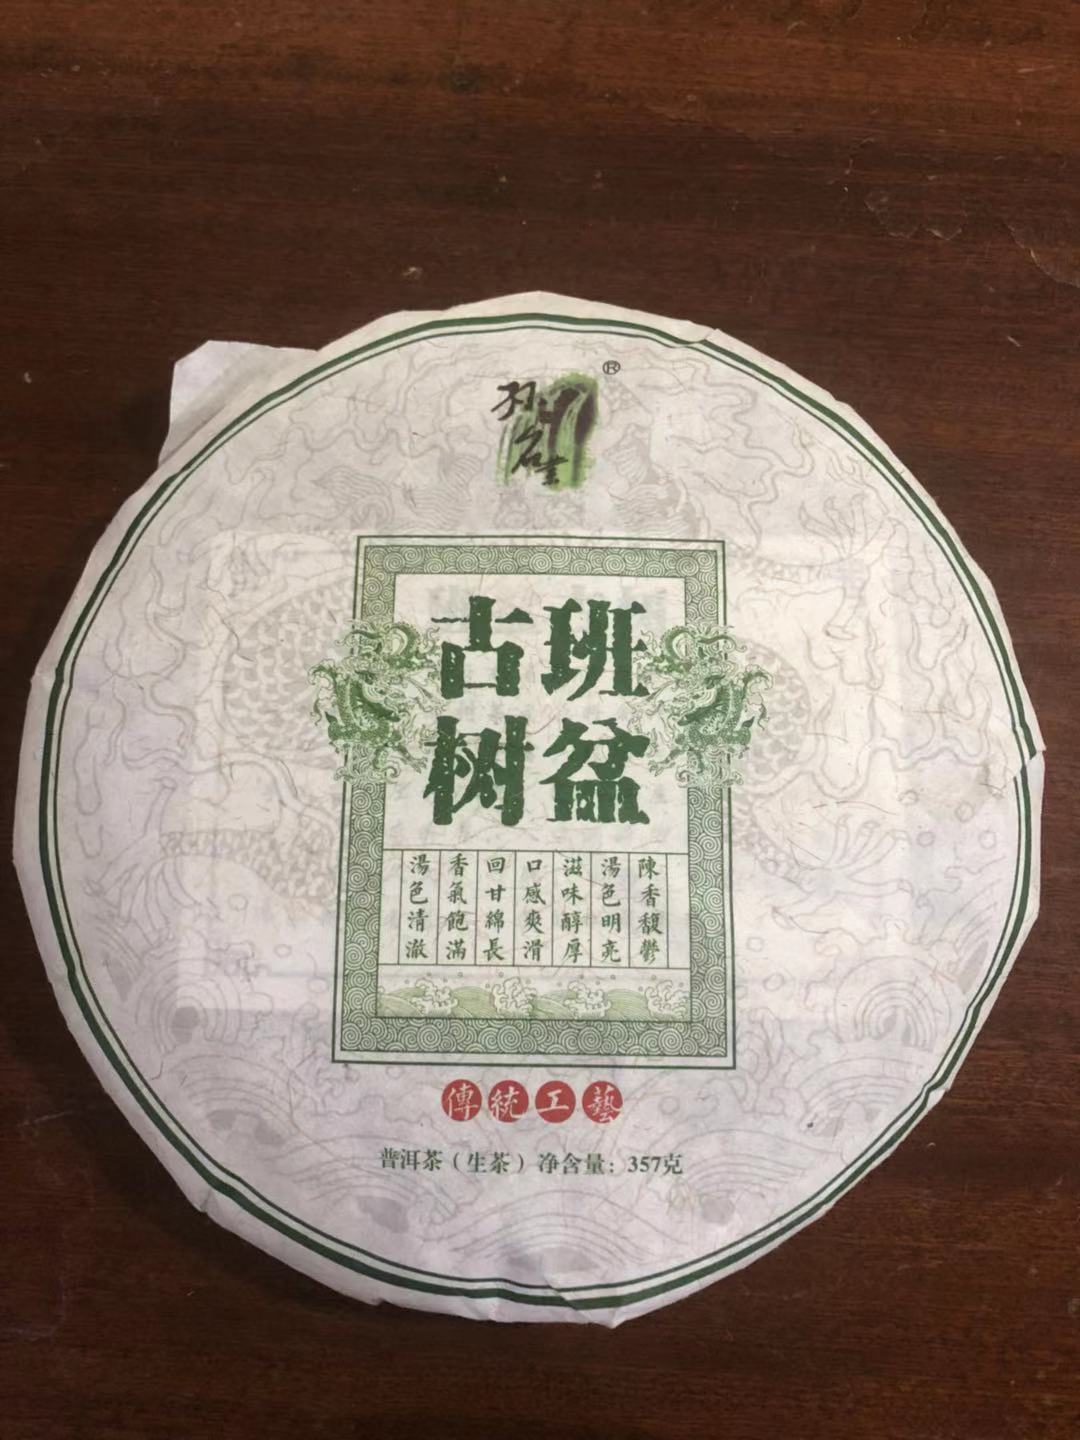 ®
班盆
古树
陳香馥鬱
湯色明亮
滋味醇厚
口感爽滑
回甘綿長
香氣飽滿
湯色清澈
傳統工藝
普洱茶（生茶）净含量：357克